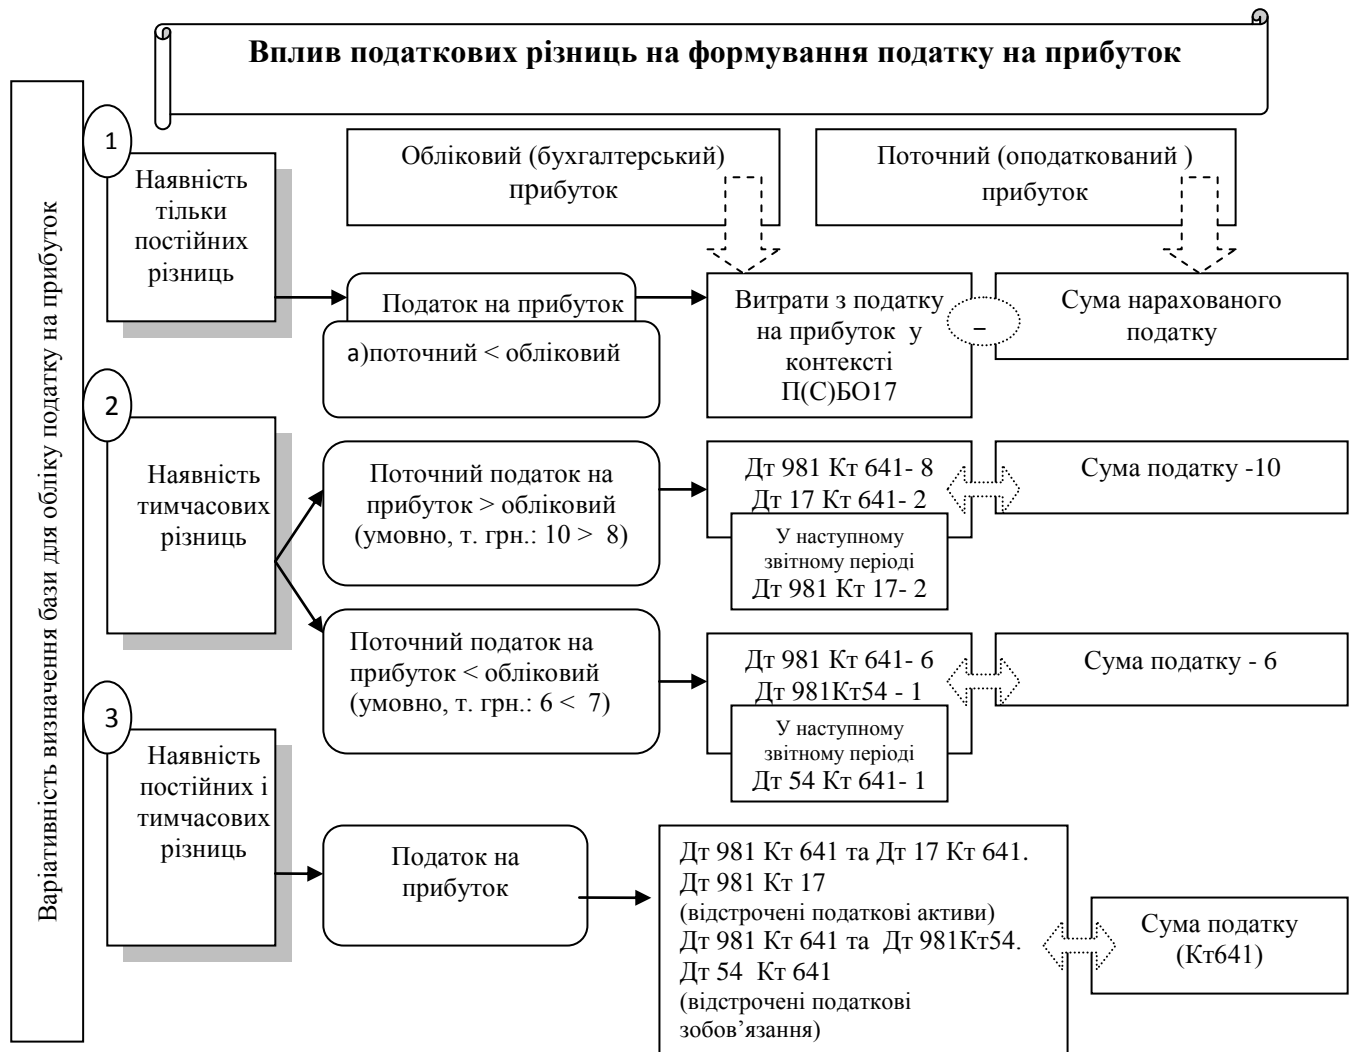 Вплив податкових різниць на формування податку на прибуток
Варіативність визначення бази для обліку податку на прибуток
Обліковий (бухгалтерський)
прибуток
Поточний (оподаткований )
прибуток
1
Наявність
тільки
постійних
різниць
Податок на прибуток
а)поточний < обліковий
Витрати з податку
на прибуток у
контексті
П(С)БО17
–
Сума нарахованого
податку
2
Наявність
тимчасових
різниць
Поточний податок на
прибуток > обліковий
(умовно, т. грн.: 10 > 8)
Дт 981 Кт 641- 8
Дт 17 Кт 641- 2
У наступному
звітному періоді
Дт 981 Кт 17- 2
Сума податку -10
Поточний податок на
прибуток < обліковий
(умовно, т. грн.: 6 < 7)
Дт 981 Кт 641- 6
Дт 981Кт54 - 1
У наступному
звітному періоді
Дт 54 Кт 641- 1
Сума податку - 6
3
Наявність
постійних і
тимчасових
різниць
Податок на
прибуток
Дт 981 Кт 641 та Дт 17 Кт 641.
Дт 981 Кт 17
(відстрочені податкові активи)
Дт 981 Кт 641 та Дт 981Кт54.
Дт 54 Кт 641
(відстрочені податкові
зобов’язання)
Сума податку
(Кт641)